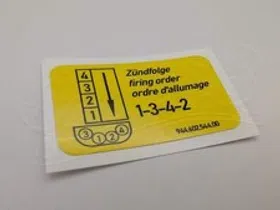 4
3
2
1
3 1 2 4
Zündfolge
firing order
ordre d'allumage
1-3-4-2
944.602.544.00